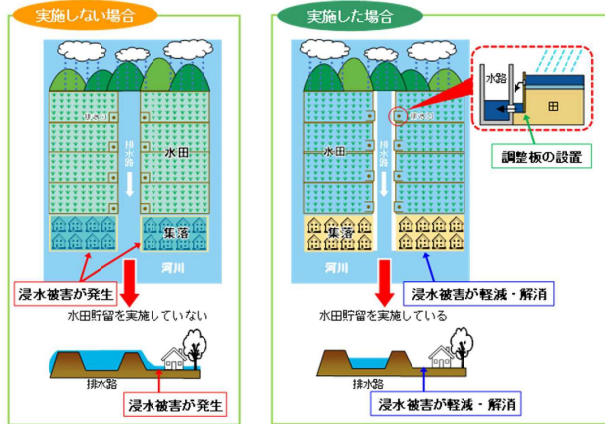 実施しない場合
排水口
水田
排水路
集落
河川
浸水被害が発生
水田貯留を実施していない
排水路
浸水被害が発生
実施した場合
水路
田
調整板の設置
水田
排水路
集落
河川
浸水被害が軽減・解消
水田貯留を実施している
排水路
浸水被害が軽減・解消